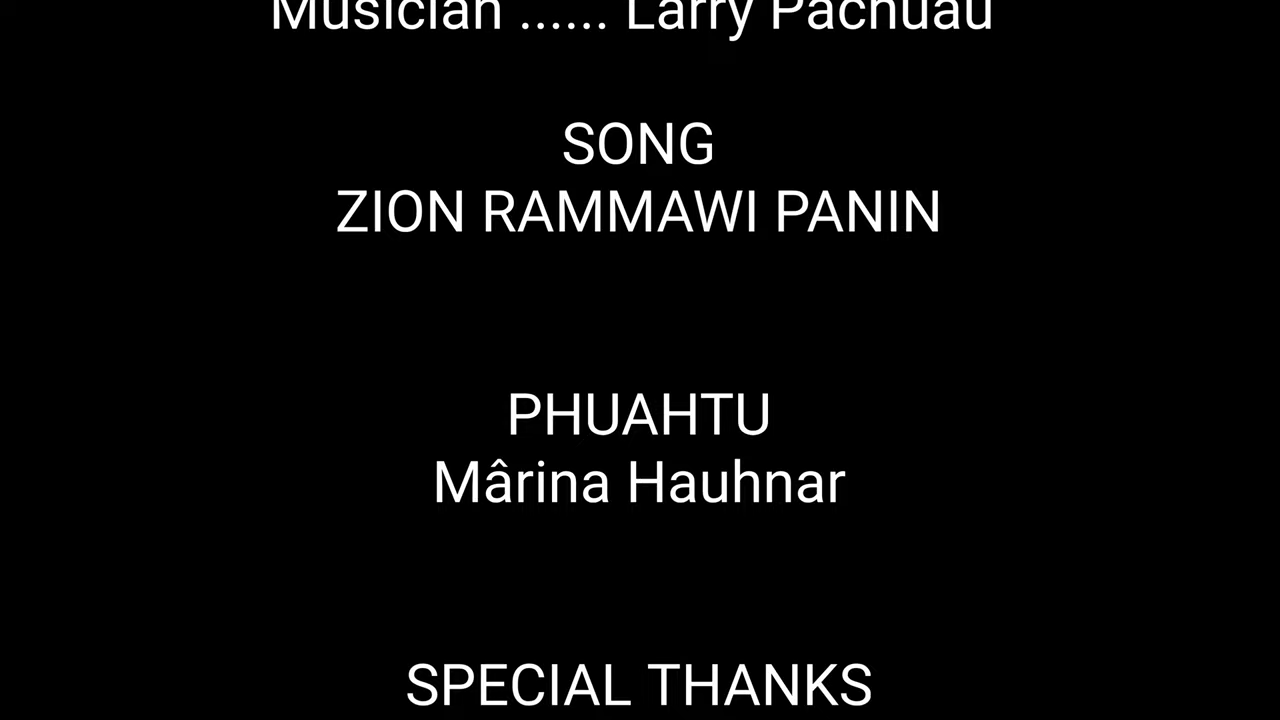 Musician ...... Larry Pachuau
SONG
ZION RAMMAWI PANIN
PHUAHTU
Mârina Hauhnar
SPECIAL THANKS